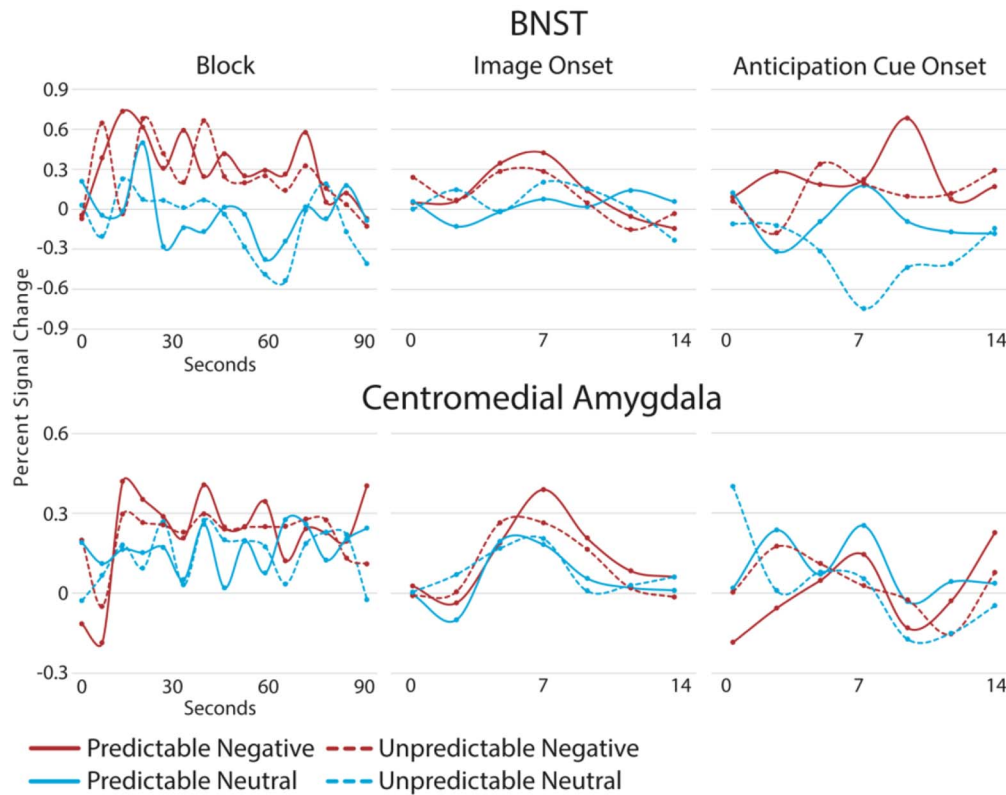 BNST
Block Image Onset Anticipation Cue Onset
0.9
0.6
0.3
0
-0.3
-0.6
-0.9
0 30 60 90 0 7 14 0 7 14
Seconds
Percent Signal Change
Centromedial Amygdala
0.6
0.3
0
-0.3
0 30 60 90 0 7 14 0 7 14
Seconds
Predictable Negative Unpredictable Negative
Predictable Neutral Unpredictable Neutral